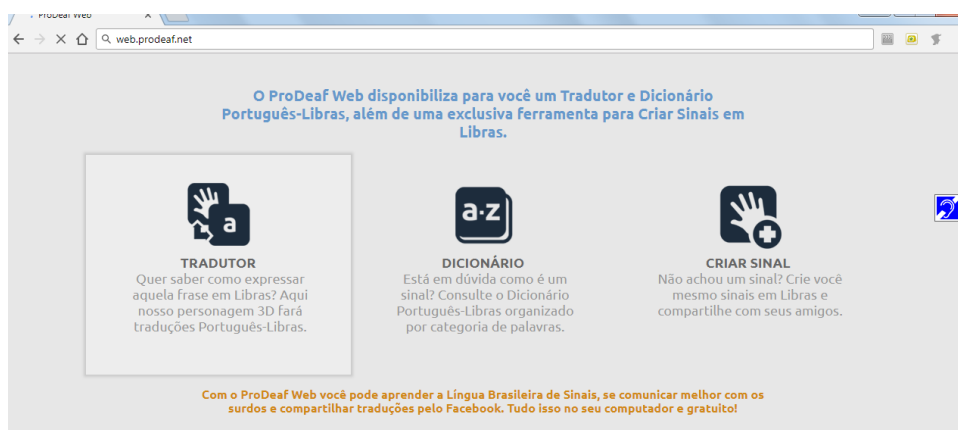 ProDeaf Web
web.prodeaf.net
O ProDeaf Web disponibiliza para você um Tradutor e Dicionário
Português-Libras, além de uma exclusiva ferramenta para Criar Sinais em
Libras.
a
TRADUTOR
Quer saber como expressar
aquela frase em Libras? Aqui
nosso personagem 3D fará
traduções Português-Libras.
a-z
DICIONÁRIO
Está em dúvida como é um
sinal? Consulte o Dicionário
Português-Libras organizado
por categoria de palavras.
CRIAR SINAL
Não achou um sinal? Crie você
mesmo sinais em Libras e
compartilhe com seus amigos.
Com o ProDeaf Web você pode aprender a Língua Brasileira de Sinais, se comunicar melhor com os
surdos e compartilhar traduções pelo Facebook. Tudo isso no seu computador e gratuito!